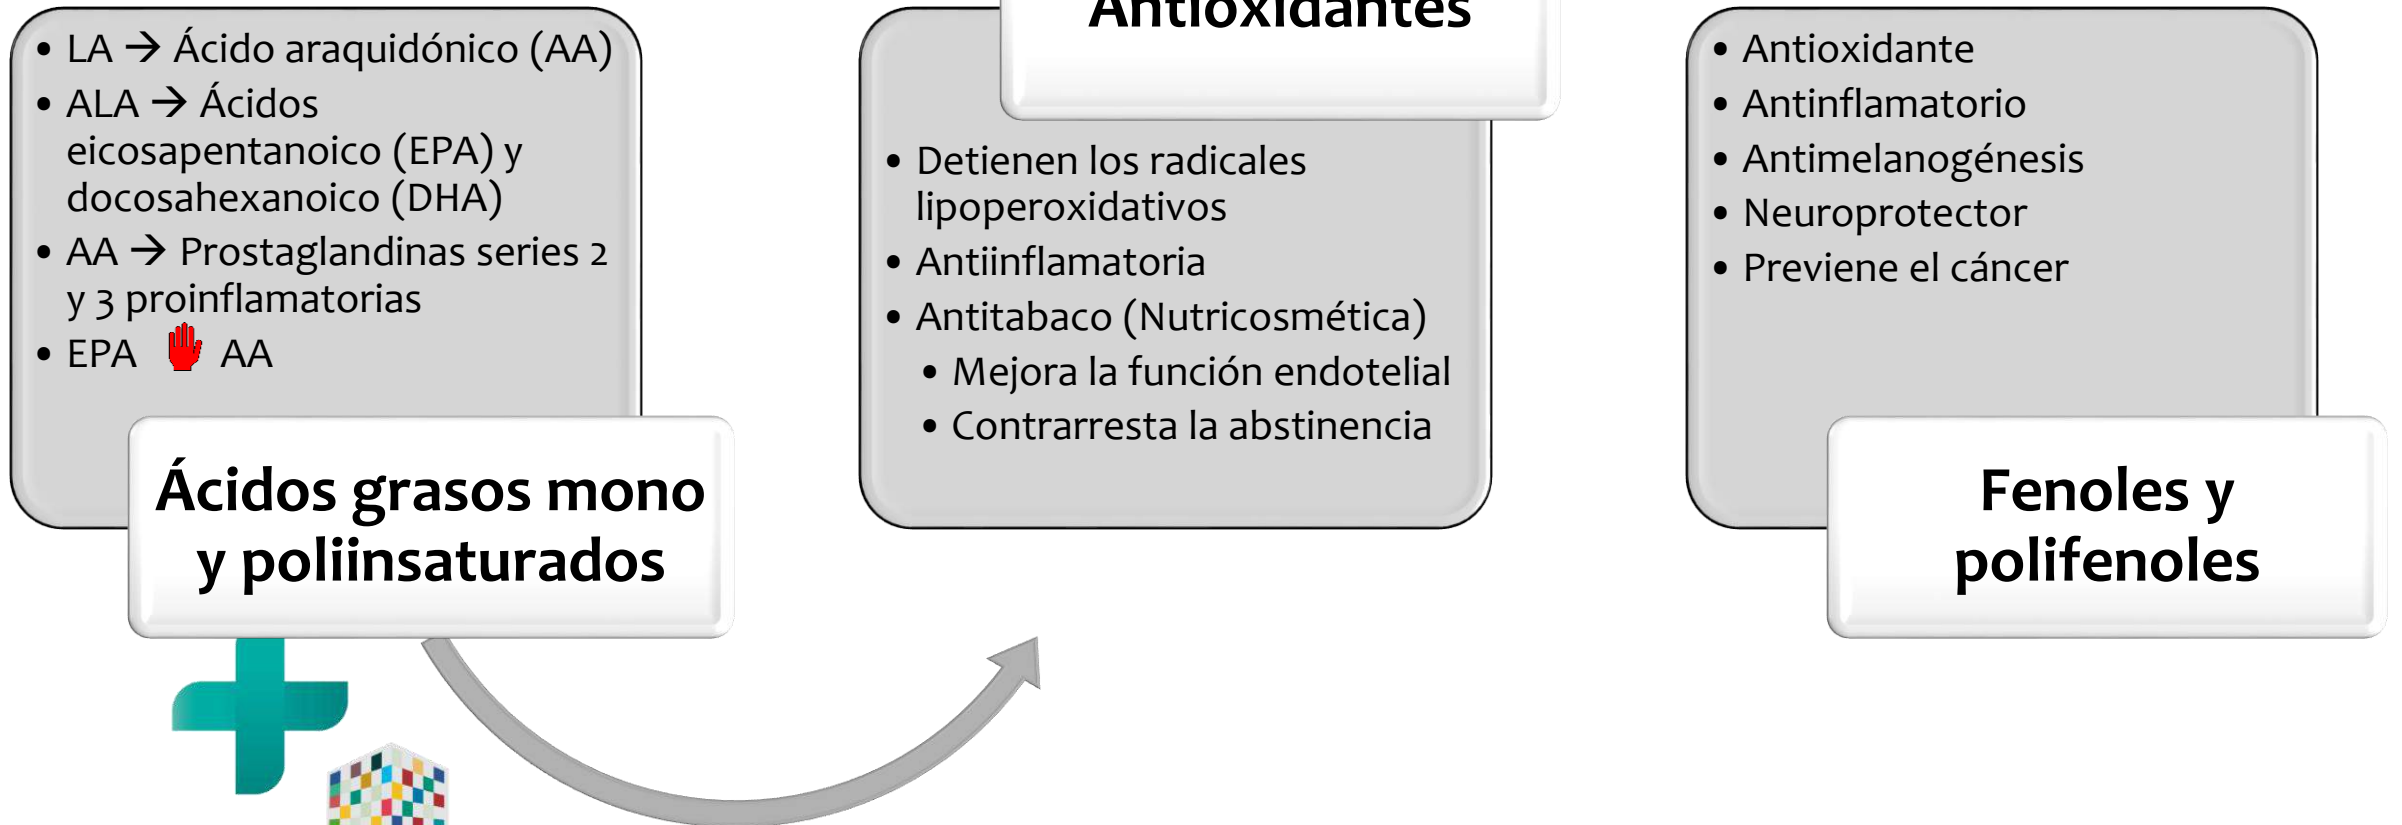 • LA → Ácido araquidónico (AA)
• ALA → Ácidos
eicosapentanoico (EPA) y
docosahexanoico (DHA)
• AA → Prostaglandinas series 2
y 3 proinflamatorias
• EPA AA
Ácidos grasos mono
y poliinsaturados
Antioxidantes
• Detienen los radicales
lipoperoxidativos
• Antiinflamatoria
• Antitabaco (Nutricosmética)
• Mejora la función endotelial
• Contrarresta la abstinencia
• Antioxidante
• Antinflamatorio
• Antimelanogénesis
• Neuroprotector
• Previene el cáncer
Fenoles y
polifenoles